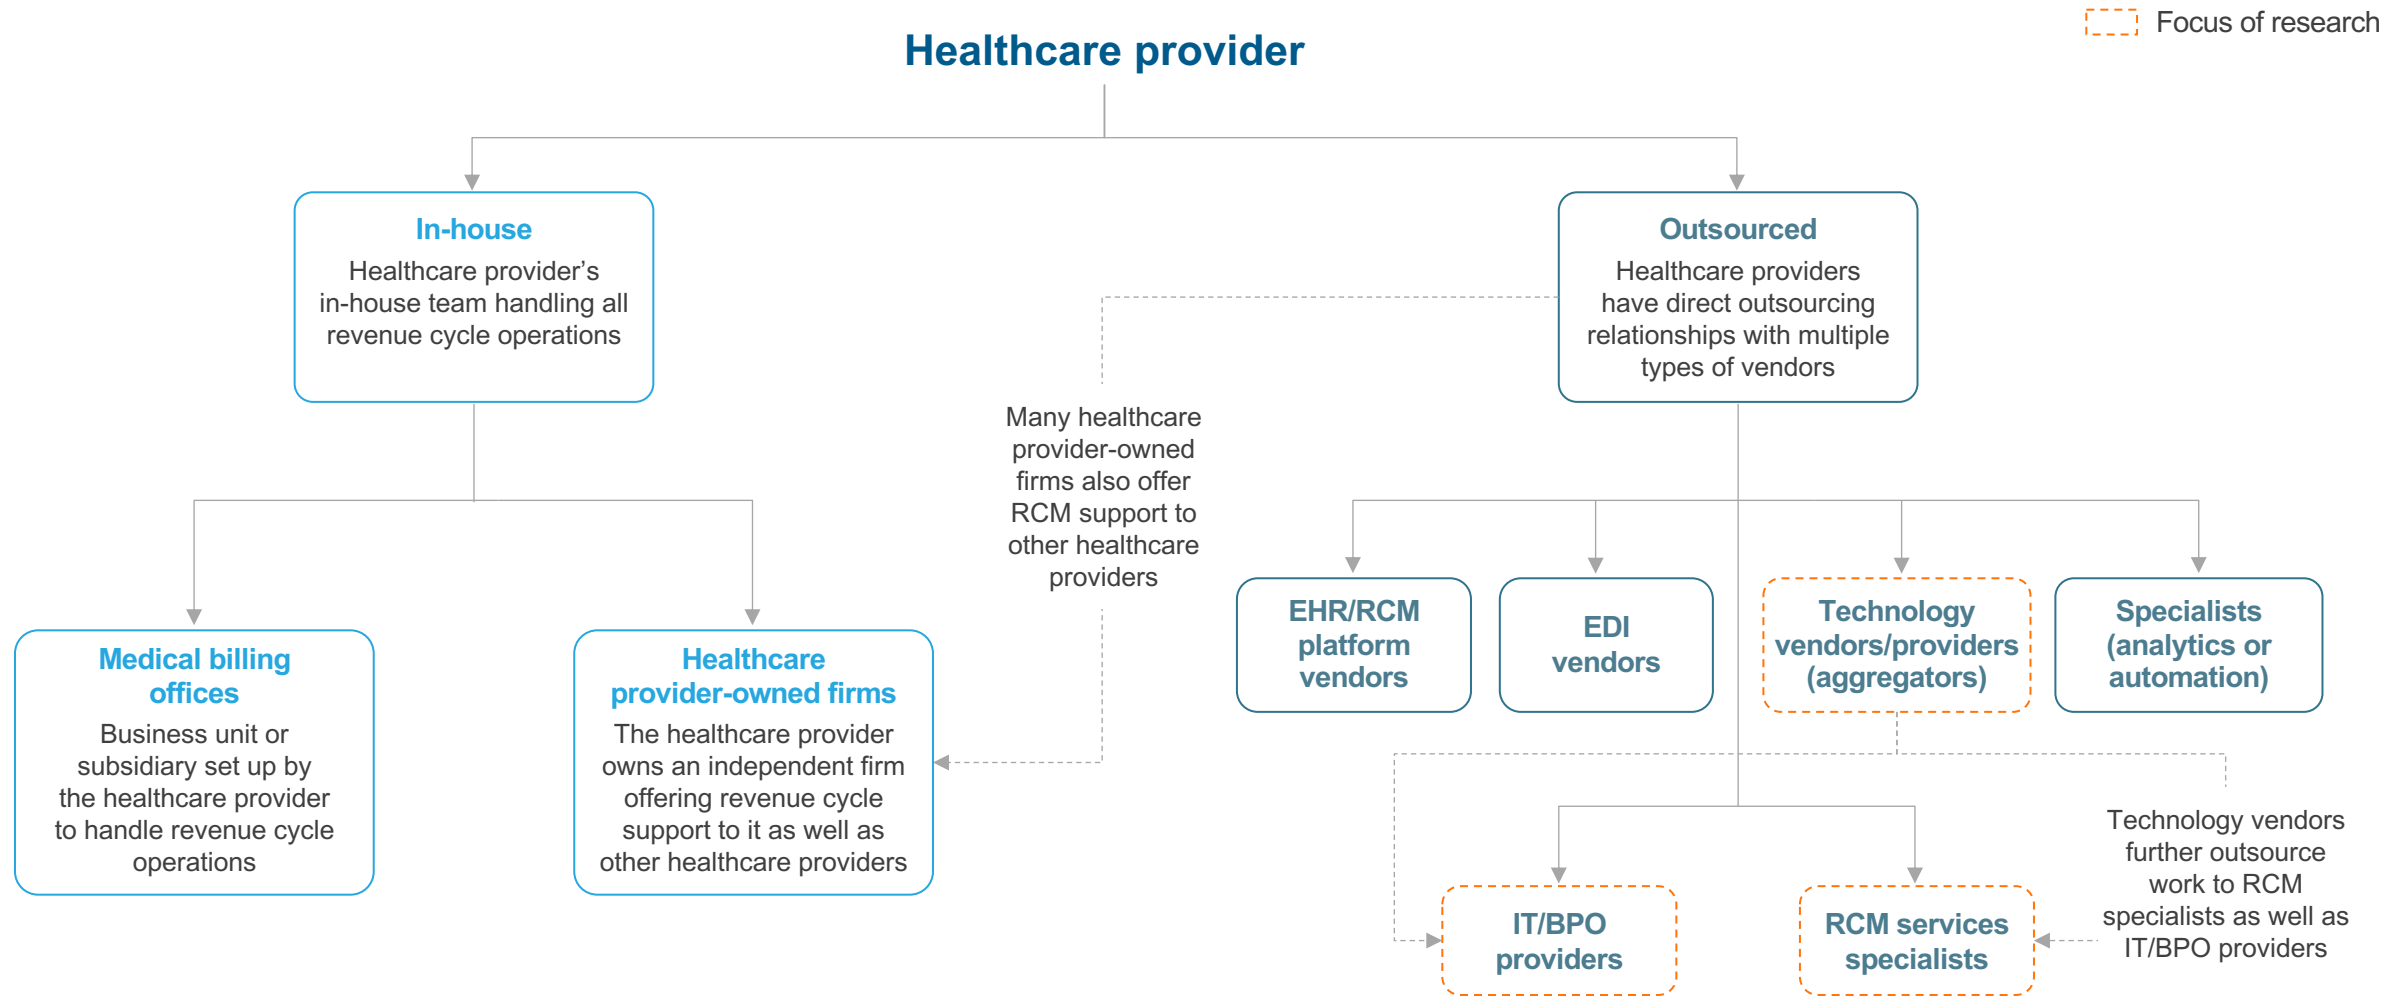 Focus of research
Healthcare provider
In-house
Healthcare provider’s
in-house team handling all
revenue cycle operations
Outsourced
Healthcare providers
have direct outsourcing
relationships with multiple
types of vendors
Many healthcare
provider-owned
firms also offer
RCM support to
other healthcare
providers
Medical billing
offices
Business unit or
subsidiary set up by
the healthcare provider
to handle revenue cycle
operations
Healthcare
provider-owned firms
The healthcare provider
owns an independent firm
offering revenue cycle
support to it as well as
other healthcare providers
EHR/RCM
platform
vendors
EDI
vendors
Technology
vendors/providers
(aggregators)
Specialists
(analytics or
automation)
IT/BPO
providers
RCM services
specialists
Technology vendors
further outsource
work to RCM
specialists as well as
IT/BPO providers